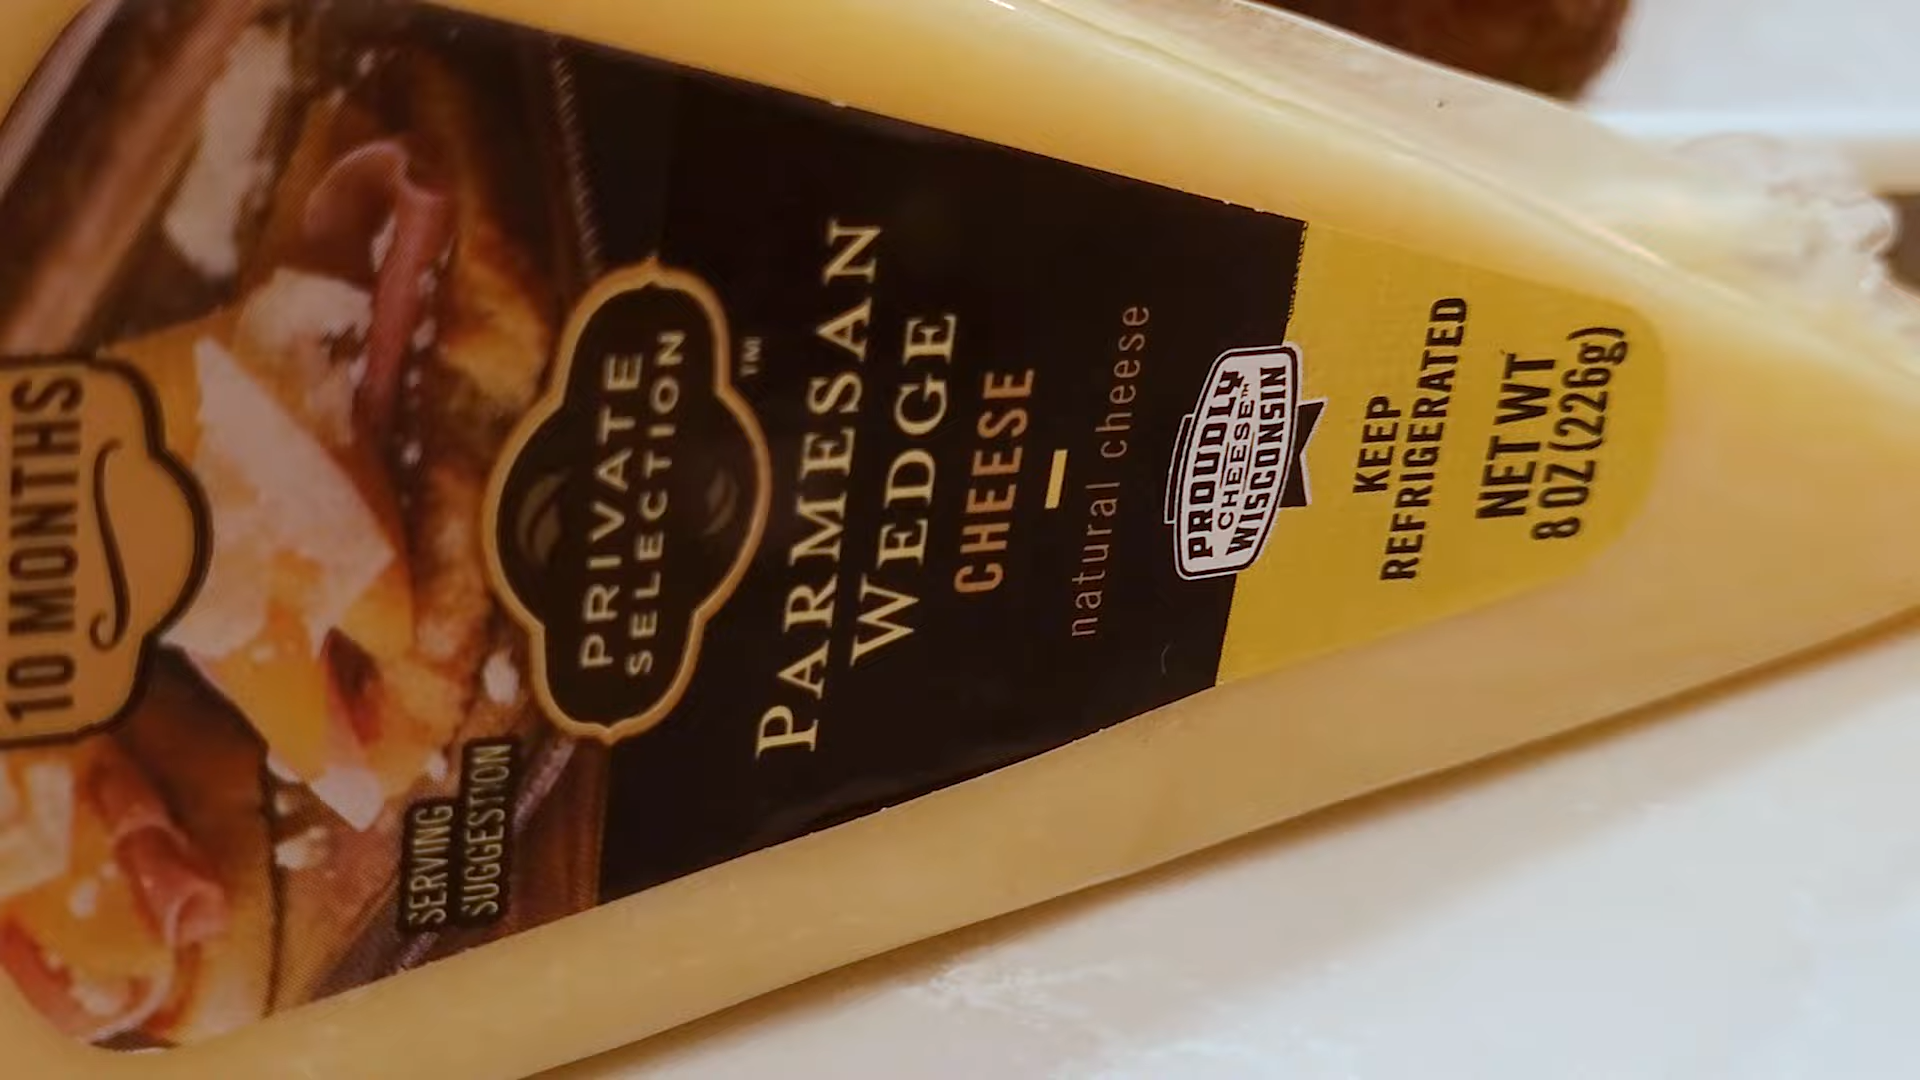 10 MONTHS
SERVING
SUGGESTION
PRIVATE
SELECTION
™
PARMESAN
WEDGE
CHEESE
natural cheese
PROUDLY
CHEESE™
WISCONSIN
KEEP
REFRIGERATED
NET WT
8 OZ (226g)